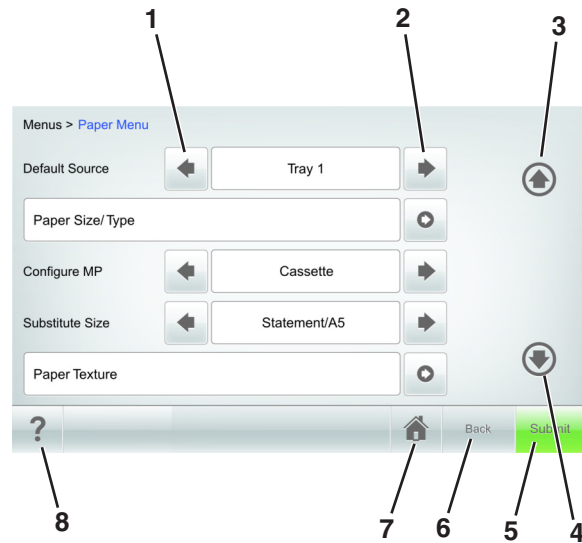 1
2
3
Menus > Paper Menu
Default Source
Tray 1
Paper Size/Type
Configure MP
Cassette
Substitute Size
Statement/A5
Paper Texture
?
Back
Submit
8
7
6
5
4